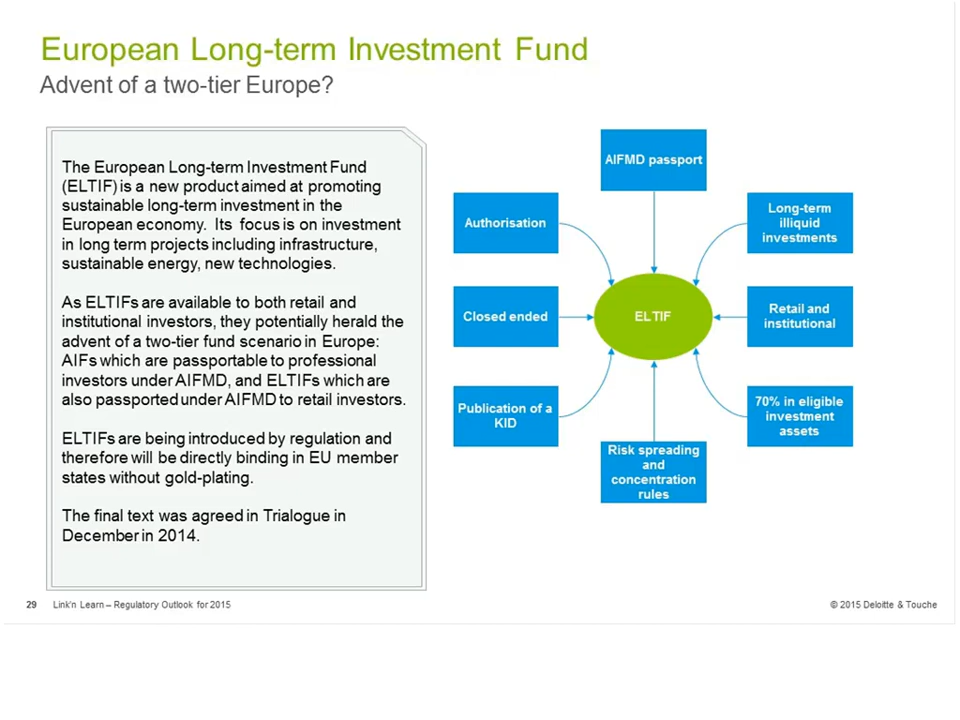 European Long-term Investment Fund
Advent of a two-tier Europe?
The European Long-term Investment Fund
(ELTIF) is a new product aimed at promoting
sustainable long-term investment in the
European economy. Its focus is on investment
in long term projects including infrastructure,
sustainable energy, new technologies.
As ELTIFs are available to both retail and
institutional investors, they potentially herald the
advent of a two-tier fund scenario in Europe:
AIFs which are passportable to professional
investors under AIFMD, and ELTIFs which are
also passported under AIFMD to retail investors.
ELTIFs are being introduced by regulation and
therefore will be directly binding in EU member
states without gold-plating.
The final text was agreed in Trialogue in
December in 2014.
AIFMD passport
Authorisation
Long-term
illiquid
investments
Closed ended
ELTIF
Retail and
institutional
Publication of a
KID
70% in eligible
investment
assets
Risk spreading
and
concentration
rules
29 Link'n Learn – Regulatory Outlook for 2015
© 2015 Deloitte & Touche